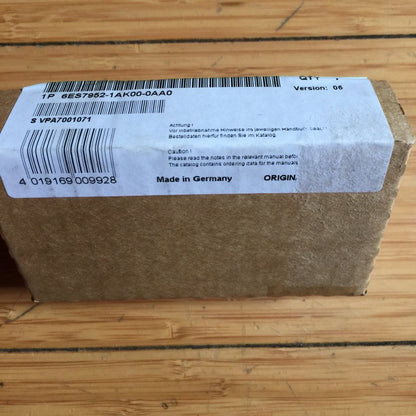 QTY
1P 6ES7952-1AK00-0AA0
Version: 06
S VPA7001071
Achtung !
Vor Inbetriebnahme Hinweise im jeweiligen Handbuch
Bestelldaten hierfür finden Sie im Katalog.
Caution !
Please read the notes in the relevant manual before
The catalog contains ordering data for the manuals
4 019169 009928
Made in Germany
ORIGIN